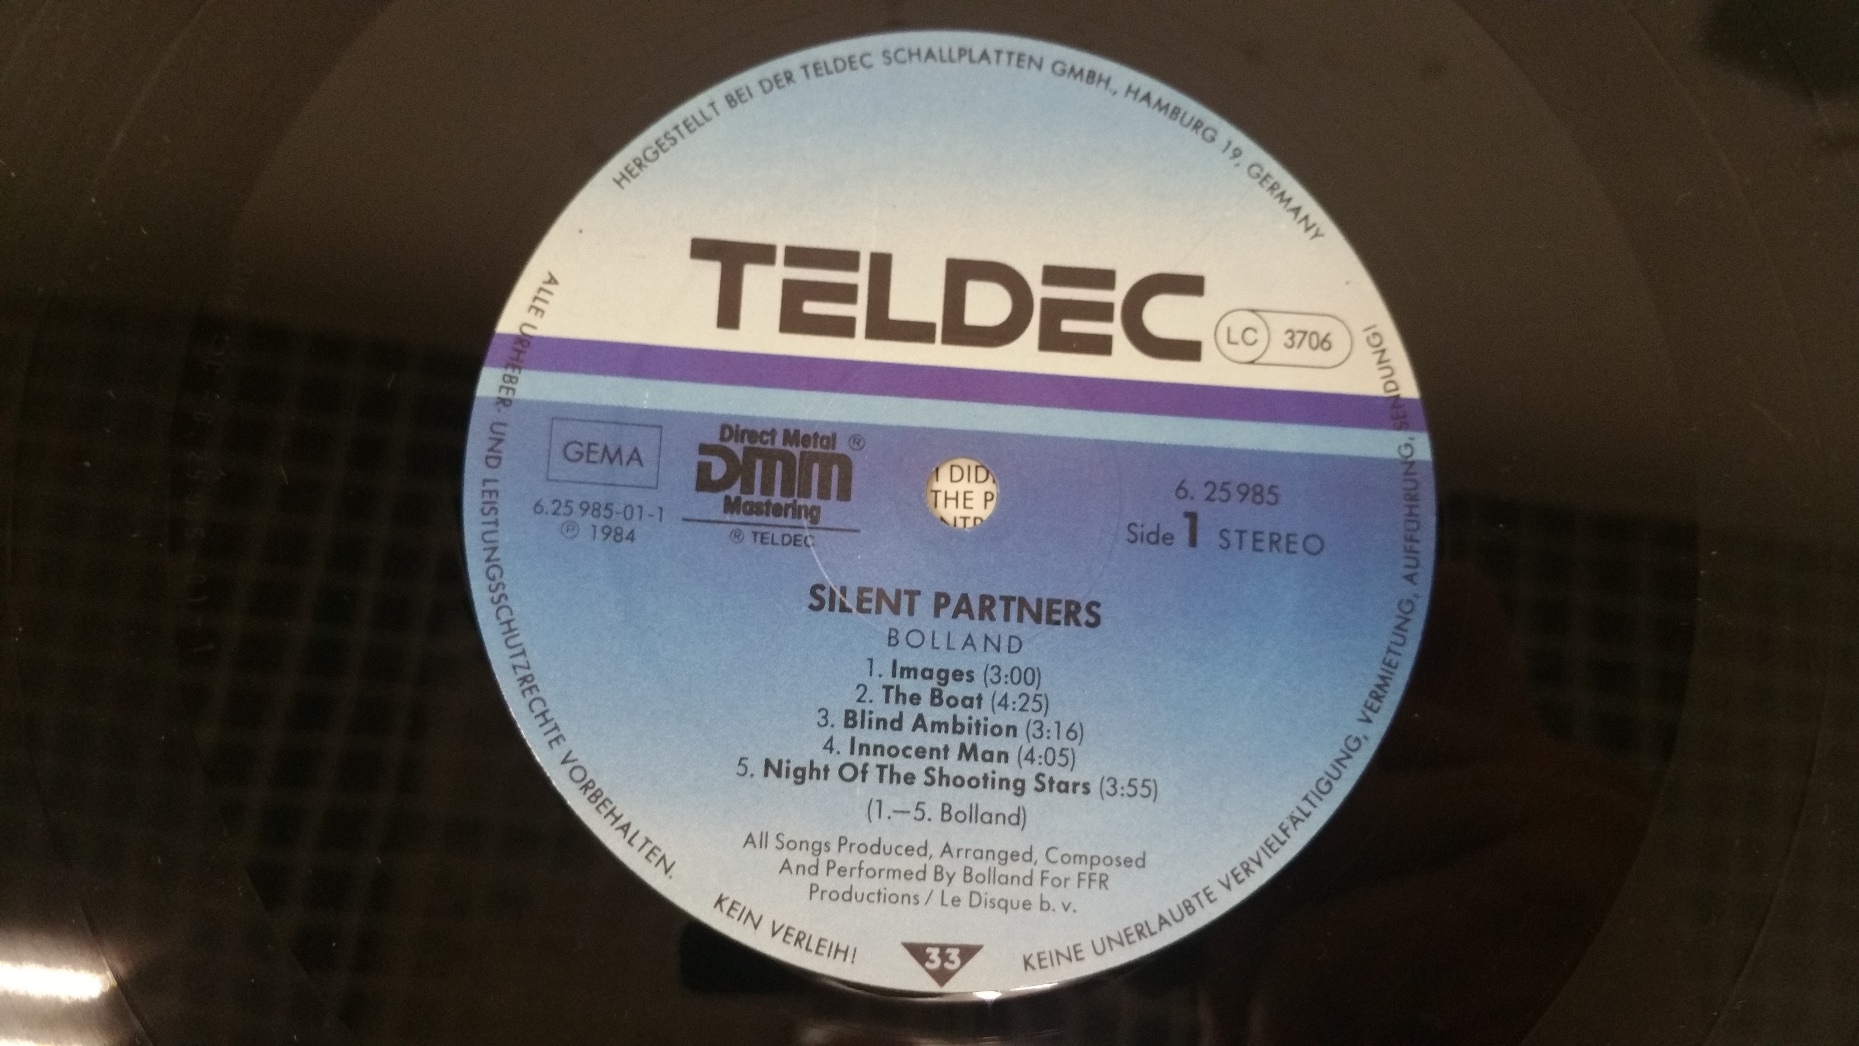 HERGESTELLT BEI DER TELDEC SCHALLPLATTEN GMBH., HAMBURG 19, GERMANY
TELDEC
LC 3706
GEMA
6.25 985-01-1
℗ 1984
Direct Metal ®
DMM
Mastering
® TELDEC
I DID
THE P
6. 25 985
Side 1 STEREO
SILENT PARTNERS
BOLLAND
1. Images (3:00)
2. The Boat (4:25)
3. Blind Ambition (3:16)
4. Innocent Man (4:05)
5. Night Of The Shooting Stars (3:55)
(1.—5. Bolland)
All Songs Produced, Arranged, Composed
And Performed By Bolland For FFR
Productions / Le Disque b. v.
33
ALLE URHEBER- UND LEISTUNGSSCHUTZRECHTE VORBEHALTEN.
KEIN VERLEIH!
KEINE UNERLAUBTE VERVIELFÄLTIGUNG, VERMIETUNG, AUFFÜHRUNG, SENDUNG!